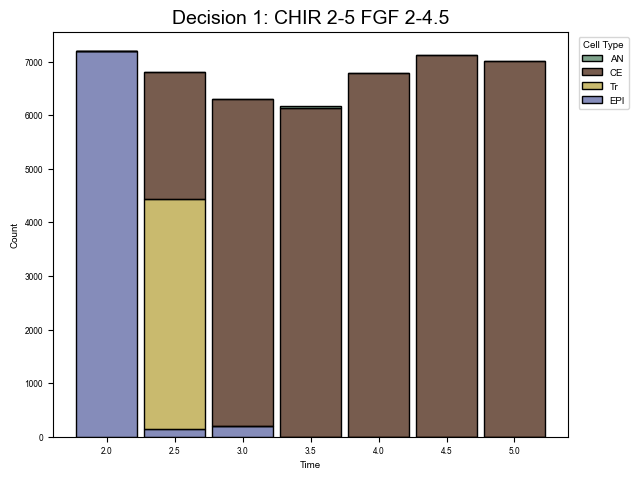 Decision 1: CHIR 2-5 FGF 2-4.5
Cell Type
AN
CE
Tr
EPI
Count
7000
6000
5000
4000
3000
2000
1000
0
2.0 2.5 3.0 3.5 4.0 4.5 5.0
Time